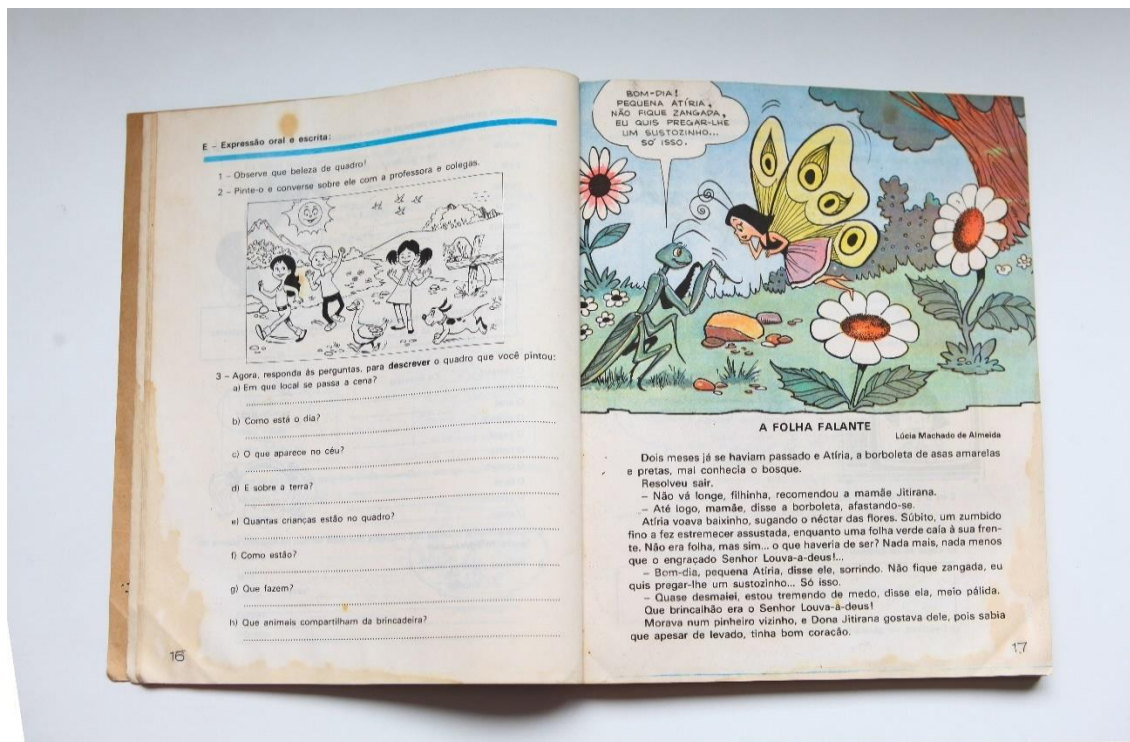 E – Expressão oral e escrita:
1 – Observe que beleza de quadro!
2 – Pinte-o e converse sobre ele com a professora e colegas.
3 – Agora, responda às perguntas, para descrever o quadro que você pintou:
a) Em que local se passa a cena?
b) Como está o dia?
c) O que aparece no céu?
d) E sobre a terra?
e) Quantas crianças estão no quadro?
f) Como estão?
g) Que fazem?
h) Que animais compartilham da brincadeira?
16
BOM-DIA!
PEQUENA ATÍRIA,
NÃO FIQUE ZANGADA,
EU QUIS PREGAR-LHE
UM SUSTOZINHO...
SÓ ISSO.
A FOLHA FALANTE
Lúcia Machado de Almeida
Dois meses já se haviam passado e Atíria, a borboleta de asas amarelas
e pretas, mal conhecia o bosque.
Resolveu sair.
– Não vá longe, filhinha, recomendou a mamãe Jitirana.
– Até logo, mamãe, disse a borboleta, afastando-se.
Atíria voava baixinho, sugando o néctar das flores. Súbito, um zumbido
fino a fez estremecer assustada, enquanto uma folha verde caía à sua fren-
te. Não era folha, mas sim... o que haveria de ser? Nada mais, nada menos
que o engraçado Senhor Louva-a-deus!...
– Bom-dia, pequena Atíria, disse ele, sorrindo. Não fique zangada, eu
quis pregar-lhe um sustozinho... Só isso.
– Quase desmaiei, estou tremendo de medo, disse ela, meio pálida.
Que brincalhão era o Senhor Louva-a-deus!
Morava num pinheiro vizinho, e Dona Jitirana gostava dele, pois sabia
que apesar de levado, tinha bom coração.
17